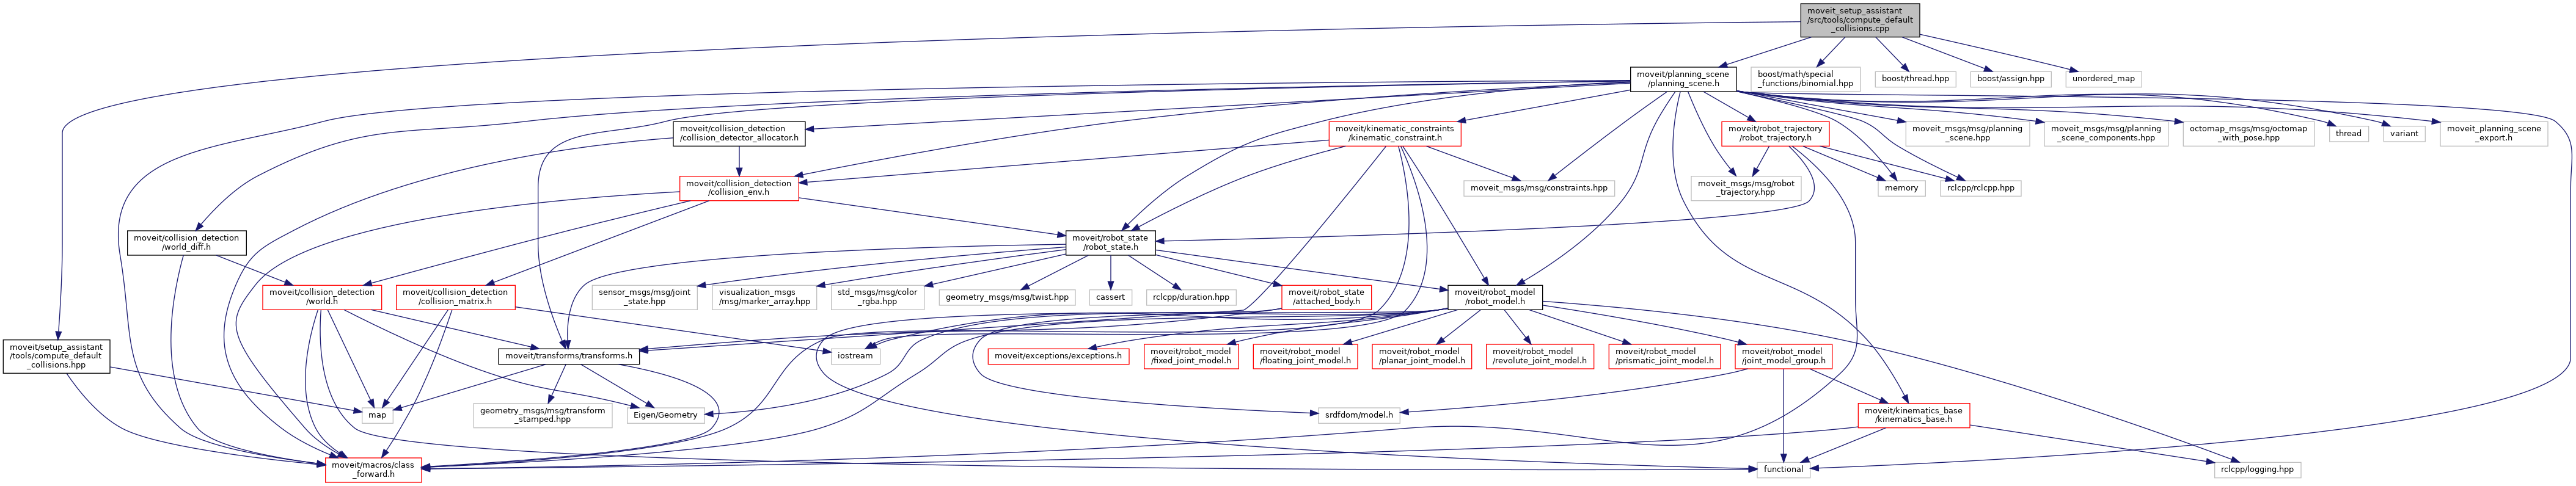 moveit_setup_assistant
/src/tools/compute_default
_collisions.cpp
moveit/planning_scene
/planning_scene.h
boost/math/special
_functions/binomial.hpp
boost/thread.hpp
boost/assign.hpp
unordered_map
moveit/collision_detection
/collision_detector_allocator.h
moveit/kinematic_constraints
/kinematic_constraint.h
moveit/robot_trajectory
/robot_trajectory.h
moveit_msgs/msg/planning
_scene.hpp
moveit_msgs/msg/planning
_scene_components.hpp
octomap_msgs/msg/octomap
_with_pose.hpp
thread
variant
moveit_planning_scene
_export.h
moveit/collision_detection
/collision_env.h
moveit_msgs/msg/constraints.hpp
moveit_msgs/msg/robot
_trajectory.hpp
memory
rclcpp/rclcpp.hpp
moveit/collision_detection
/world_diff.h
moveit/robot_state
/robot_state.h
moveit/collision_detection
/world.h
moveit/collision_detection
/collision_matrix.h
sensor_msgs/msg/joint
_state.hpp
visualization_msgs
/msg/marker_array.hpp
std_msgs/msg/color
_rgba.hpp
geometry_msgs/msg/twist.hpp
cassert
rclcpp/duration.hpp
moveit/robot_state
/attached_body.h
moveit/robot_model
/robot_model.h
moveit/setup_assistant
/tools/compute_default
_collisions.hpp
moveit/transforms/transforms.h
iostream
moveit/exceptions/exceptions.h
moveit/robot_model
/fixed_joint_model.h
moveit/robot_model
/floating_joint_model.h
moveit/robot_model
/planar_joint_model.h
moveit/robot_model
/revolute_joint_model.h
moveit/robot_model
/prismatic_joint_model.h
moveit/robot_model
/joint_model_group.h
map
geometry_msgs/msg/transform
_stamped.hpp
Eigen/Geometry
srdfdom/model.h
moveit/kinematics_base
/kinematics_base.h
moveit/macros/class
_forward.h
functional
rclcpp/logging.hpp